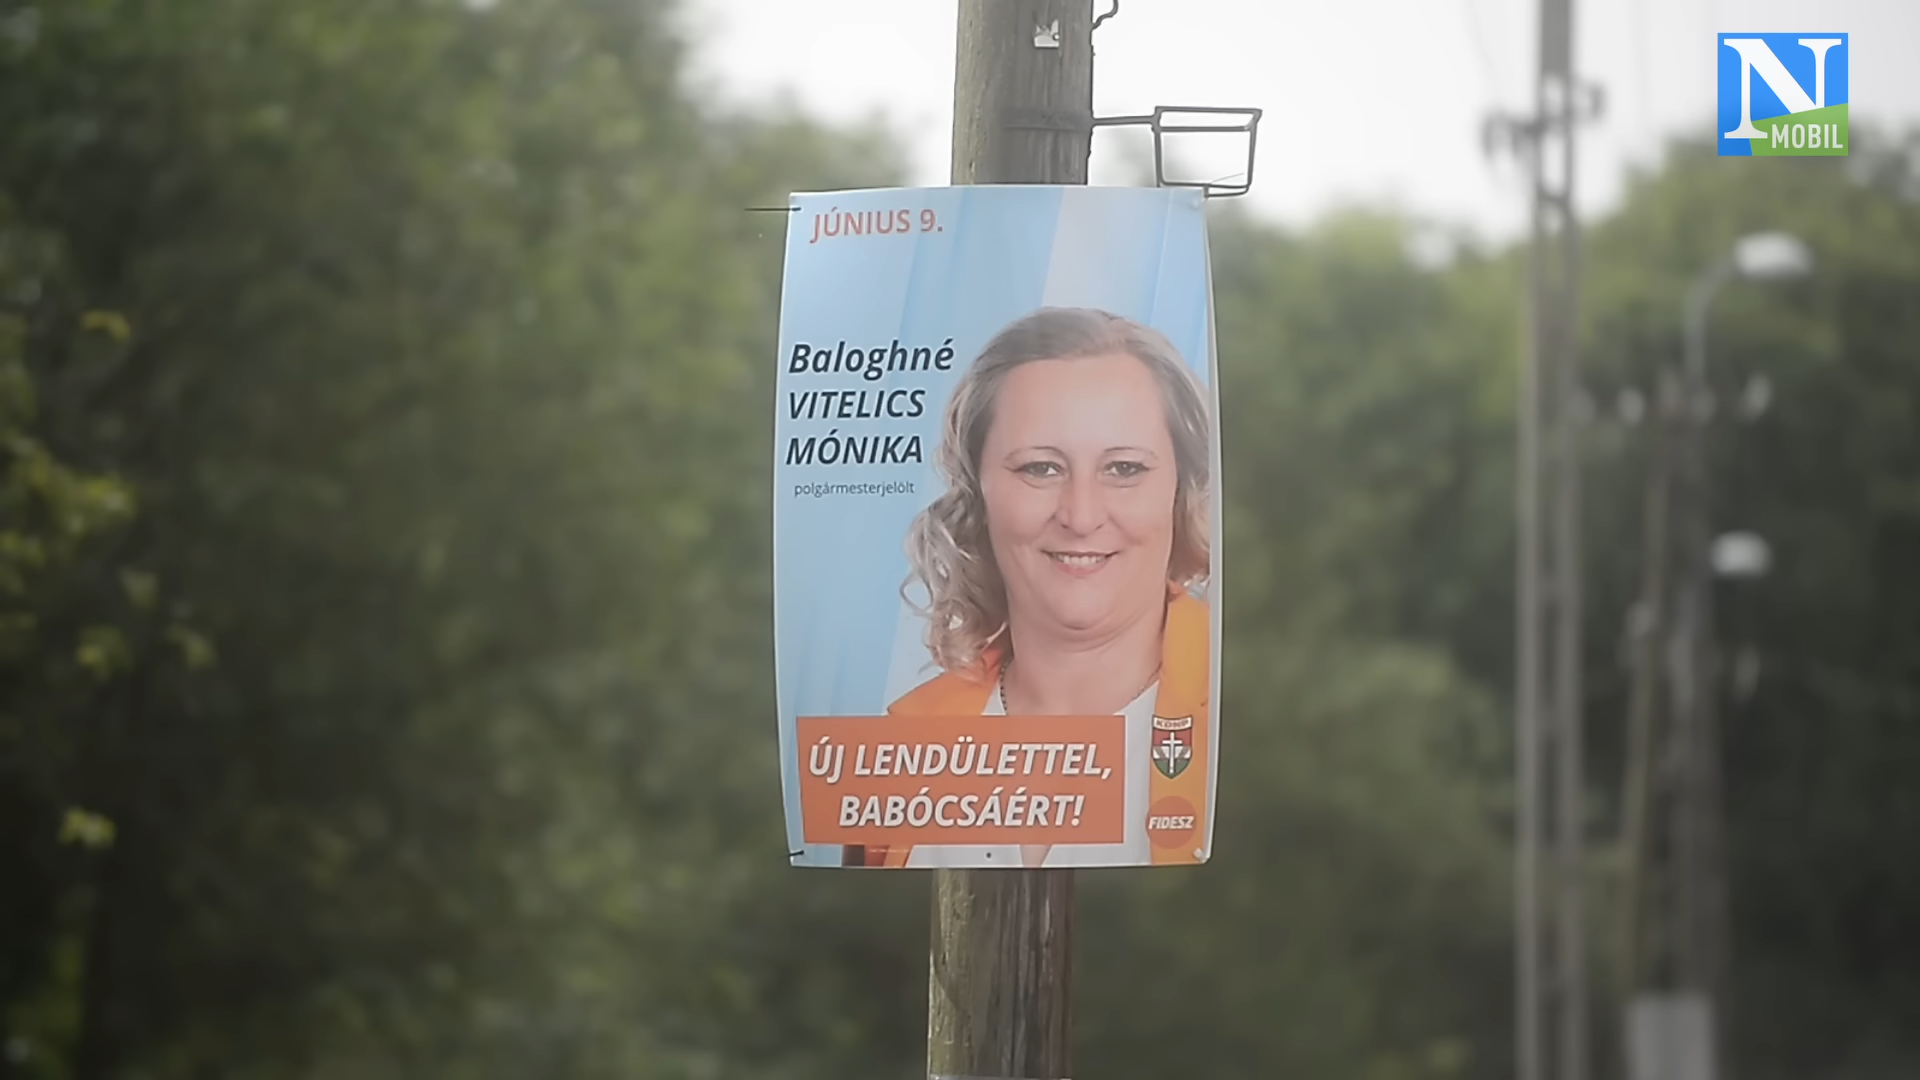 N
MOBIL
JÚNIUS 9.
Baloghné
VITELICS
MÓNIKA
polgármesterjelölt
ÚJ LENDÜLETTEL,
BABÓCSÁÉRT!
KDNP
FIDESZ